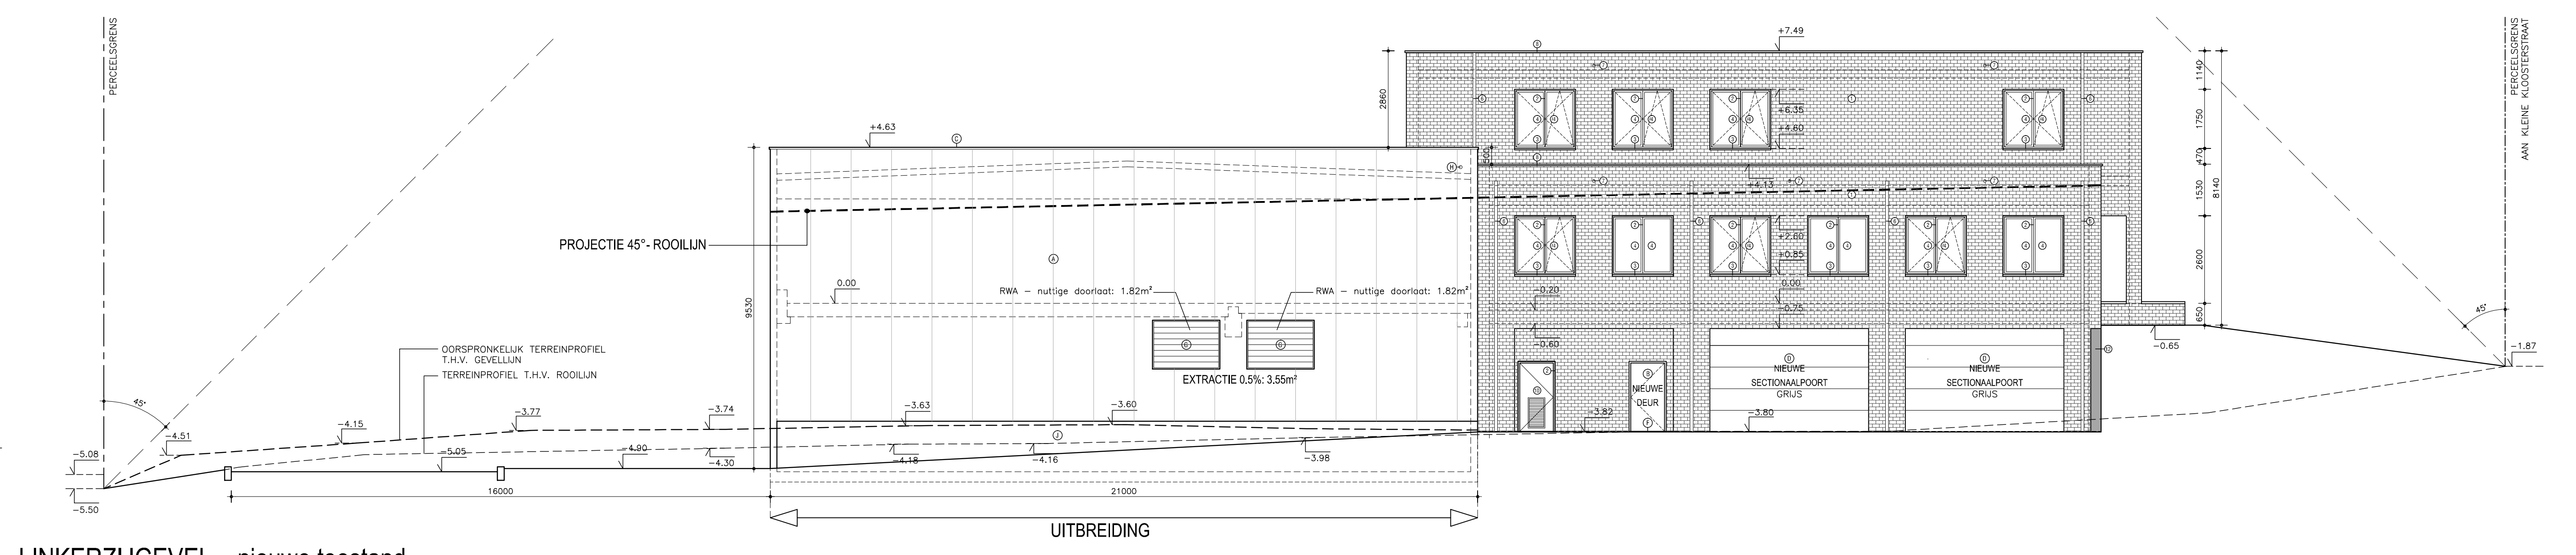 PERCEELSGRENS
PERCEELSGRENS
AAN KLEINE KLOOSTERSTRAAT
+7.49
1140
2860
+6.35
1750
+4.63
C
+4.60
H
500
470
+4.13
1530
8140
PROJECTIE 45°- ROOILIJN
+2.60
A
+0.85
2600
0.00
RWA – nuttige doorlaat: 1.82m²
RWA – nuttige doorlaat: 1.82m²
-0.20
0.00
-0.75
9530
650
-0.60
-0.65
G
G
OORSPRONKELIJK TERREINPROFIEL
T.H.V. GEVELLIJN
TERREINPROFIEL T.H.V. ROOILIJN
EXTRACTIE 0,5%: 3,55m²
B
NIEUWE
DEUR
D
NIEUWE
SECTIONAALPOORT
GRIJS
D
NIEUWE
SECTIONAALPOORT
GRIJS
45°
-1.87
45°
-3.77
-3.74
-3.63
-3.60
-3.82
-3.80
F
-4.15
-4.51
J
-5.08
-5.05
-4.90
-4.30
-4.18
-4.16
-3.98
-5.50
16000
21000
UITBREIDING
LINKERZIJGEVEL - nieuwe toestand